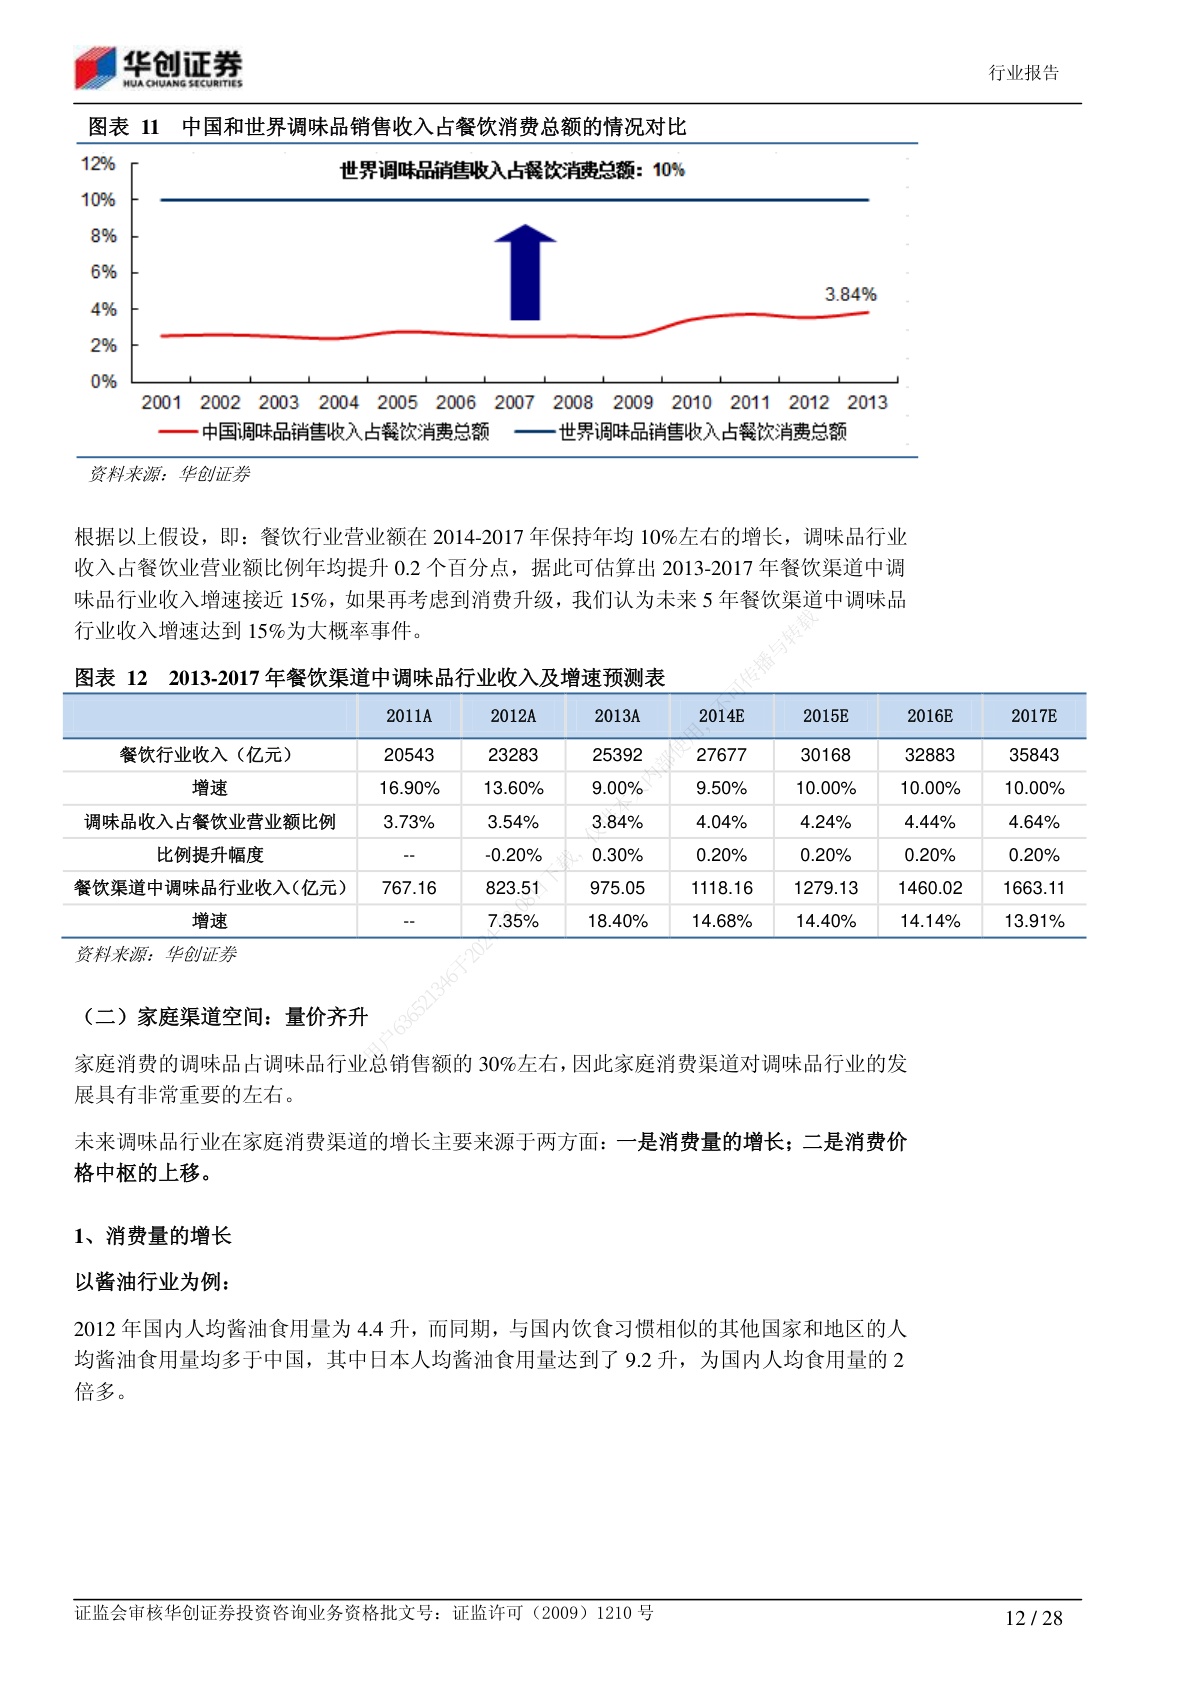 华创证券
HUA CHUANG SECURITIES
行业报告
图表 11 中国和世界调味品销售收入占餐饮消费总额的情况对比
世界调味品销售收入占餐饮消费总额：10%
12%
10%
8%
6%
4%
2%
0%
3.84%
2001 2002 2003 2004 2005 2006 2007 2008 2009 2010 2011 2012 2013
中国调味品销售收入占餐饮消费总额 世界调味品销售收入占餐饮消费总额
资料来源：华创证券
根据以上假设，即：餐饮行业营业额在 2014-2017 年保持年均 10%左右的增长，调味品行业
收入占餐饮业营业额比例年均提升 0.2 个百分点，据此可估算出 2013-2017 年餐饮渠道中调
味品行业收入增速接近 15%，如果再考虑到消费升级，我们认为未来 5 年餐饮渠道中调味品
行业收入增速达到 15%为大概率事件。
图表 12 2013-2017 年餐饮渠道中调味品行业收入及增速预测表
2011A 2012A 2013A 2014E 2015E 2016E 2017E
餐饮行业收入（亿元） 20543 23283 25392 27677 30168 32883 35843
增速 16.90% 13.60% 9.00% 9.50% 10.00% 10.00% 10.00%
调味品收入占餐饮业营业额比例 3.73% 3.54% 3.84% 4.04% 4.24% 4.44% 4.64%
比例提升幅度 -- -0.20% 0.30% 0.20% 0.20% 0.20% 0.20%
餐饮渠道中调味品行业收入（亿元） 767.16 823.51 975.05 1118.16 1279.13 1460.02 1663.11
增速 -- 7.35% 18.40% 14.68% 14.40% 14.14% 13.91%
资料来源：华创证券
（二）家庭渠道空间：量价齐升
家庭消费的调味品占调味品行业总销售额的 30%左右，因此家庭消费渠道对调味品行业的发
展具有非常重要的左右。
未来调味品行业在家庭消费渠道的增长主要来源于两方面：一是消费量的增长；二是消费价
格中枢的上移。
1、消费量的增长
以酱油行业为例：
2012 年国内人均酱油食用量为 4.4 升，而同期，与国内饮食习惯相似的其他国家和地区的人
均酱油食用量均多于中国，其中日本人均酱油食用量达到了 9.2 升，为国内人均食用量的 2
倍多。
证监会审核华创证券投资咨询业务资格批文号：证监许可（2009）1210 号
12 / 28